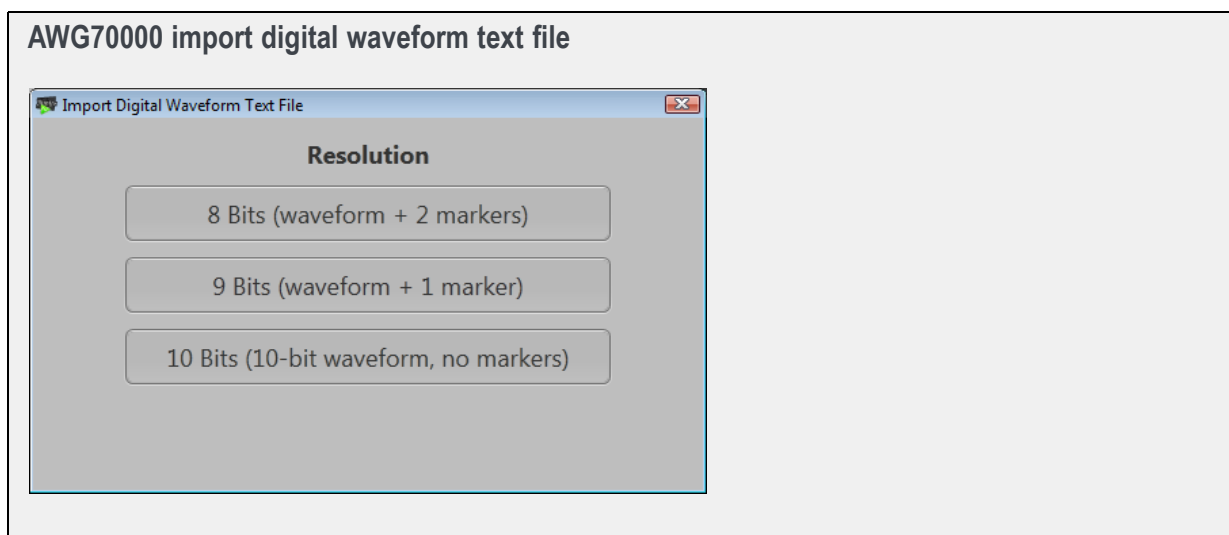 AWG70000 import digital waveform text file
Import Digital Waveform Text File
Resolution
8 Bits (waveform + 2 markers)
9 Bits (waveform + 1 marker)
10 Bits (10-bit waveform, no markers)